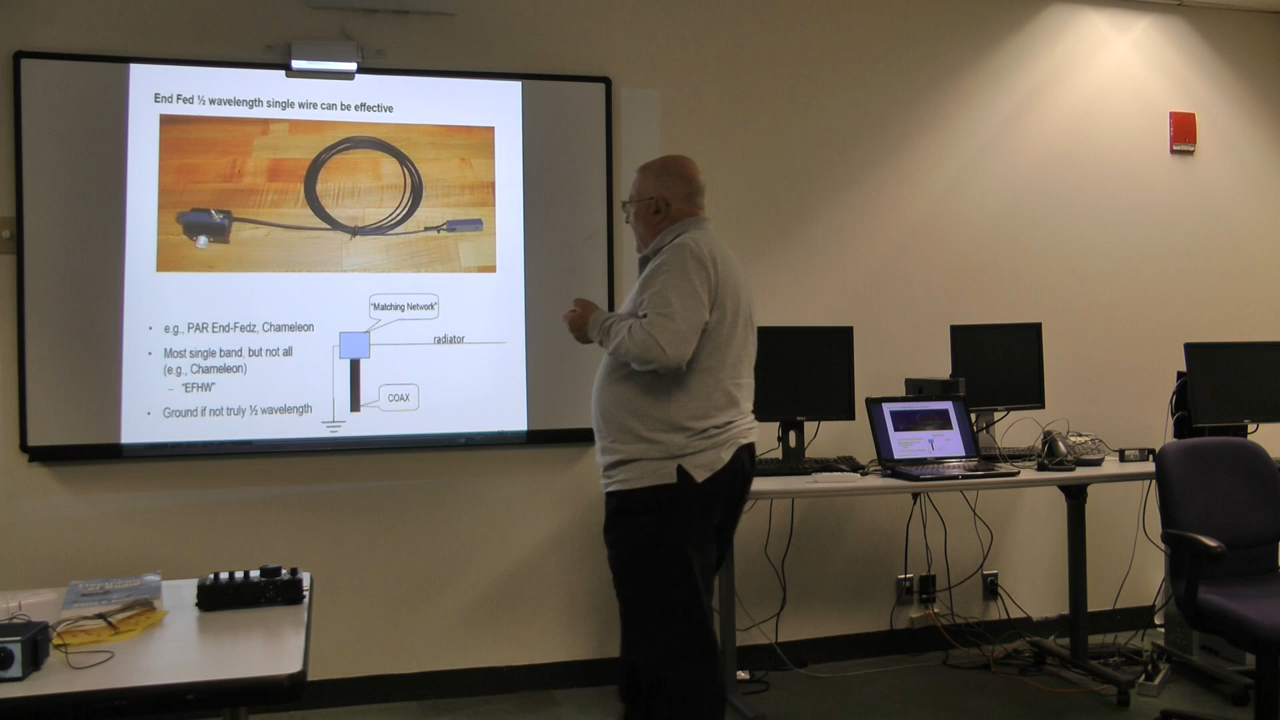 End Fed ½ wavelength single wire can be effective
"Matching Network"
• e.g., PAR End-Fedz, Chameleon
radiator
• Most single band, but not all
(e.g., Chameleon)
– "EFHW"
COAX
• Ground if not truly ½ wavelength